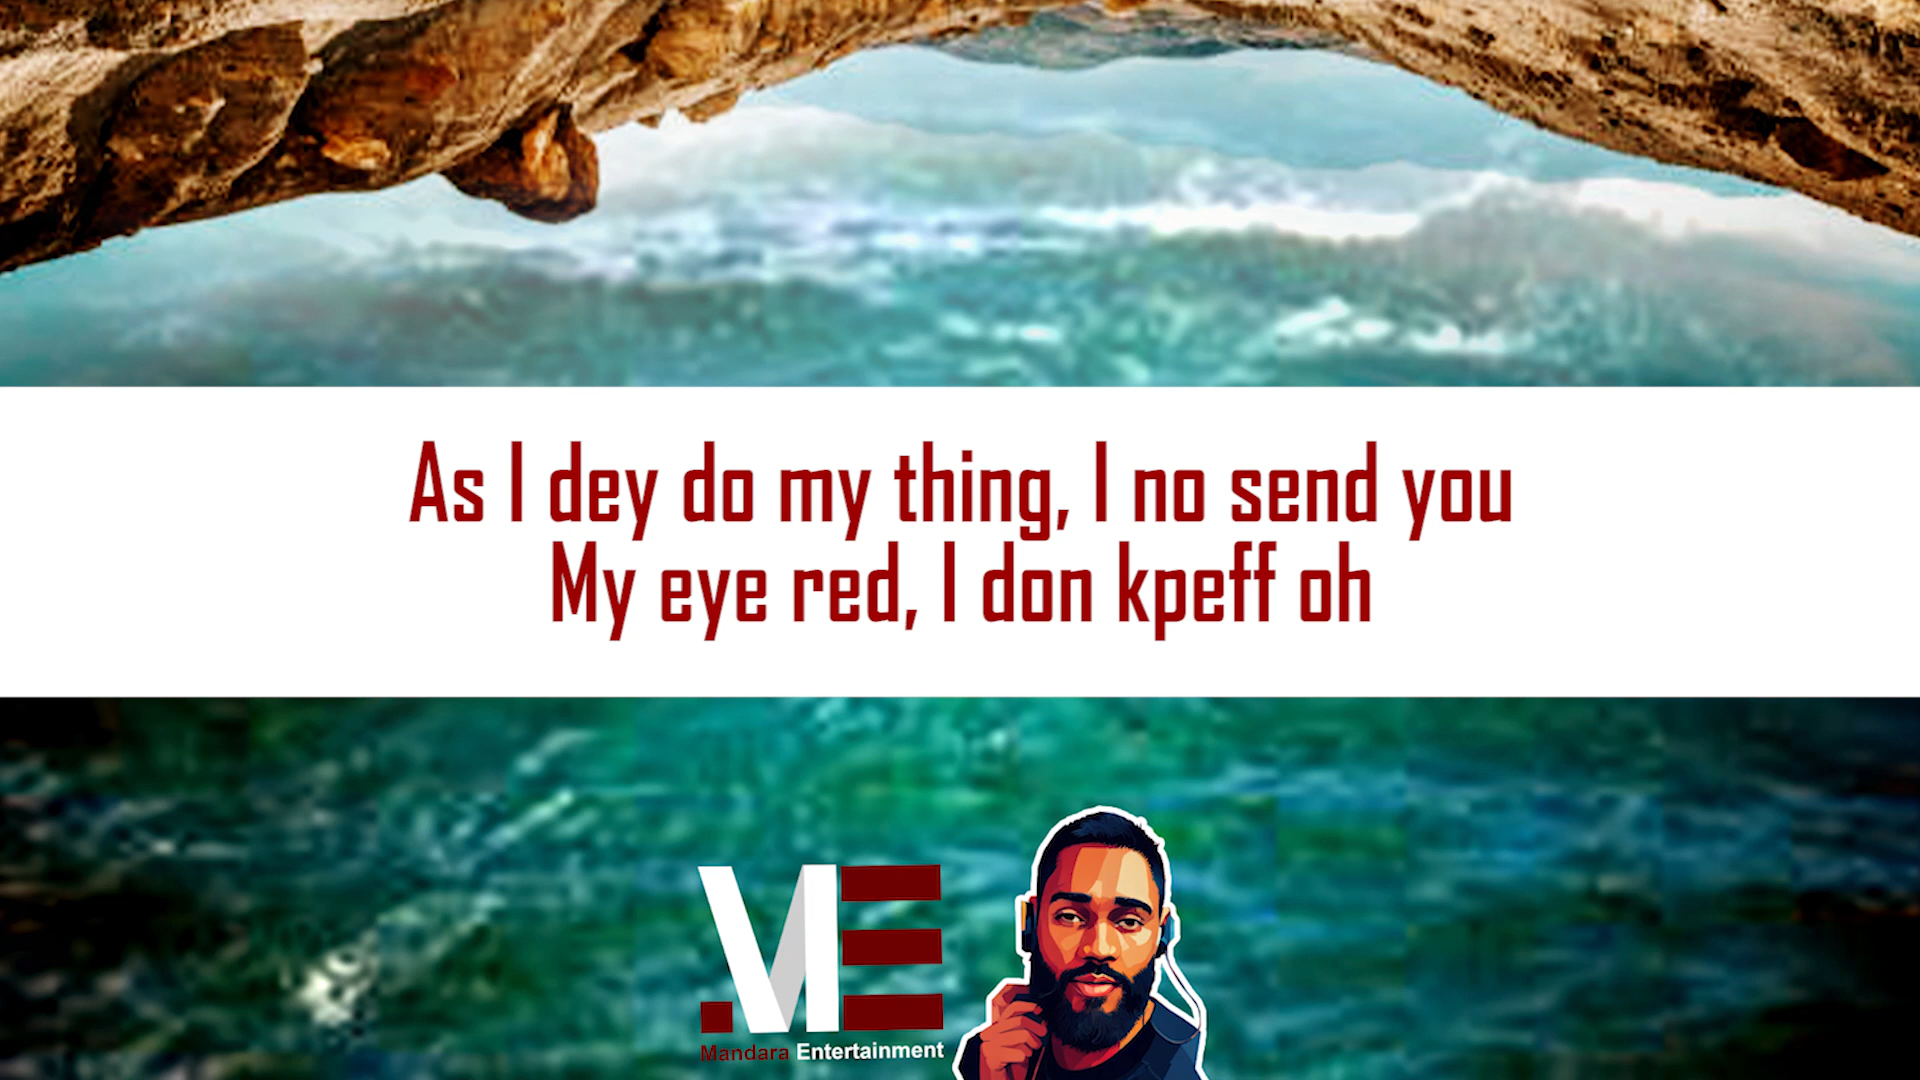 As I dey do my thing, I no send you
My eye red, I don kpeff oh
ME
Mandara Entertainment